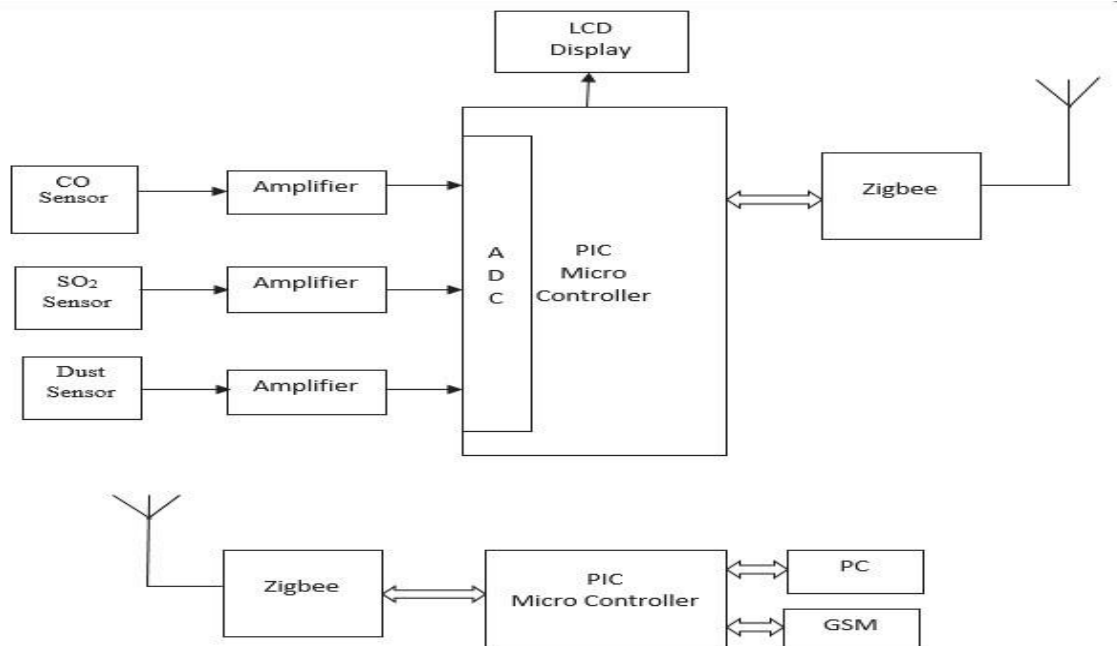 LCD
Display
CO
Sensor
Amplifier
Zigbee
SO₂
Sensor
Amplifier
A
D
C
PIC
Micro
Controller
Dust
Sensor
Amplifier
Zigbee
PIC
Micro Controller
PC
GSM